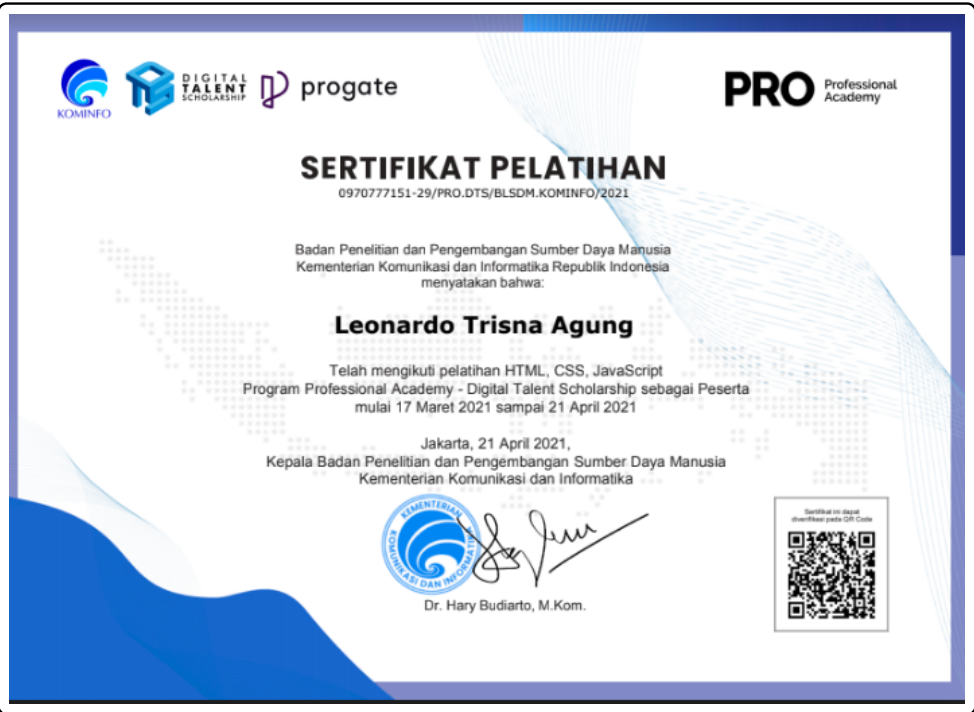 KOMINFO
DIGITAL
TALENT
SCHOLARSHIP
progate
PRO Professional
Academy
SERTIFIKAT PELATIHAN
0970777151-29/PRO.DTS/BLSDM.KOMINFO/2021
Badan Penelitian dan Pengembangan Sumber Daya Manusia
Kementerian Komunikasi dan Informatika Republik Indonesia
menyatakan bahwa:
Leonardo Trisna Agung
Telah mengikuti pelatihan HTML, CSS, JavaScript
Program Professional Academy - Digital Talent Scholarship sebagai Peserta
mulai 17 Maret 2021 sampai 21 April 2021
Jakarta, 21 April 2021,
Kepala Badan Penelitian dan Pengembangan Sumber Daya Manusia
Kementerian Komunikasi dan Informatika
KEMENTERIAN
KOMUNIKASI DAN INFORMATIKA
Dr. Hary Budiarto, M.Kom.
Sertifikat ini dapat
diverifikasi pada QR Code